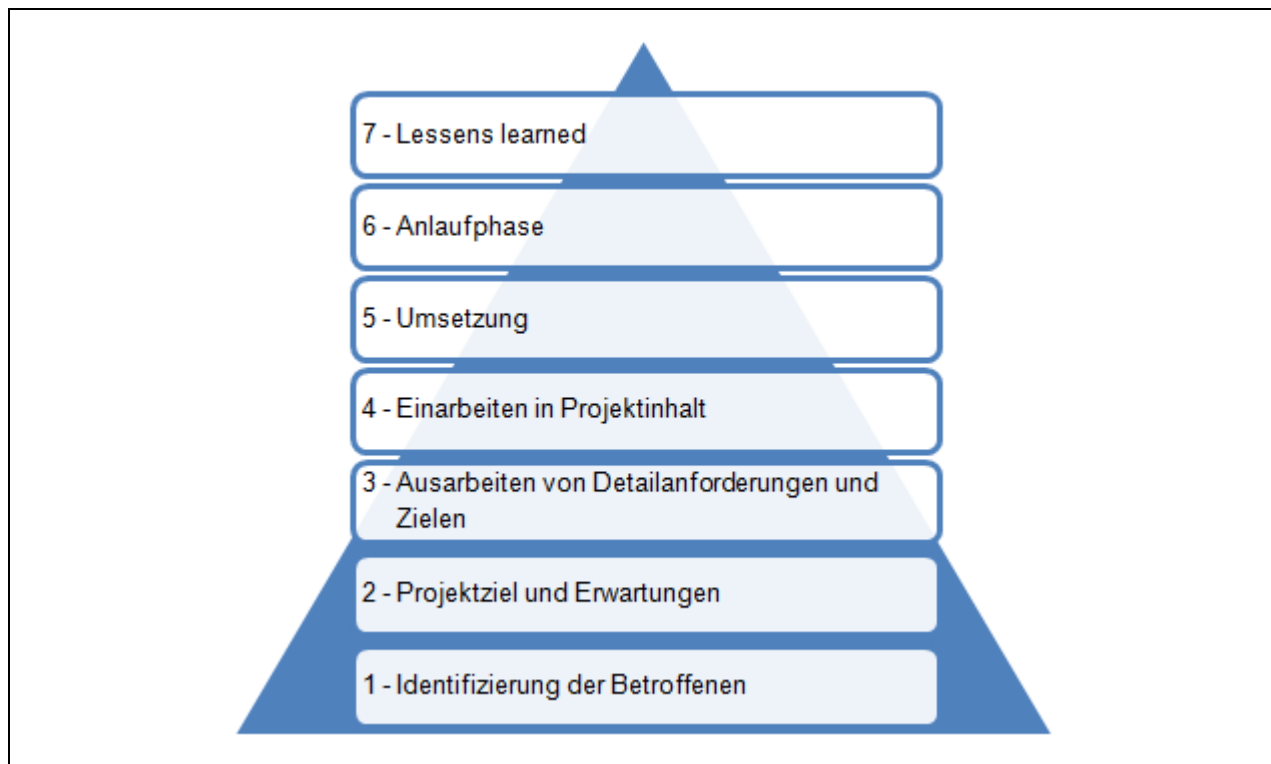 7 - Lessens learned
6 - Anlaufphase
5 - Umsetzung
4 - Einarbeiten in Projektinhalt
3 - Ausarbeiten von Detailanforderungen und
Zielen
2 - Projektziel und Erwartungen
1 - Identifizierung der Betroffenen